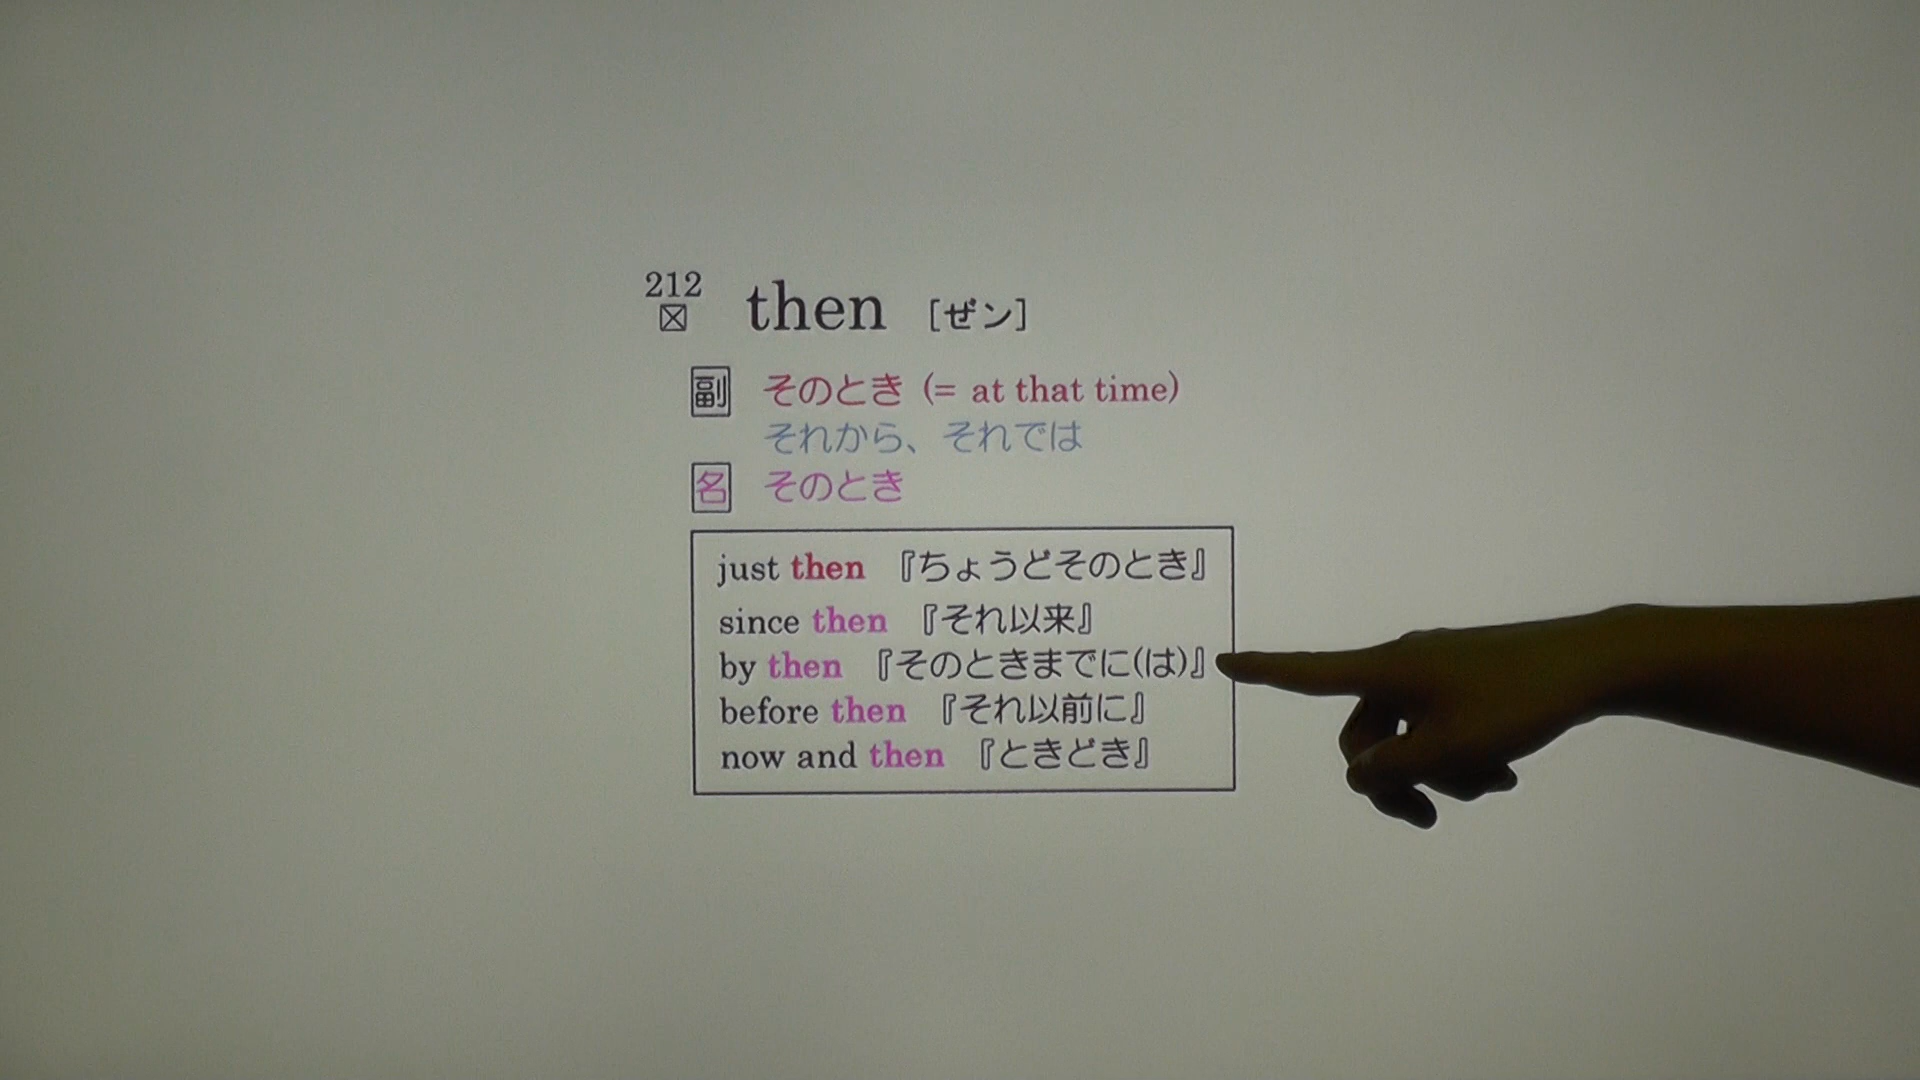 212
☒ then [ぜン]
副 そのとき (= at that time)
それから、それでは
名 そのとき
just then 『ちょうどそのとき』
since then 『それ以来』
by then 『そのときまでに(は)』
before then 『それ以前に』
now and then 『ときどき』